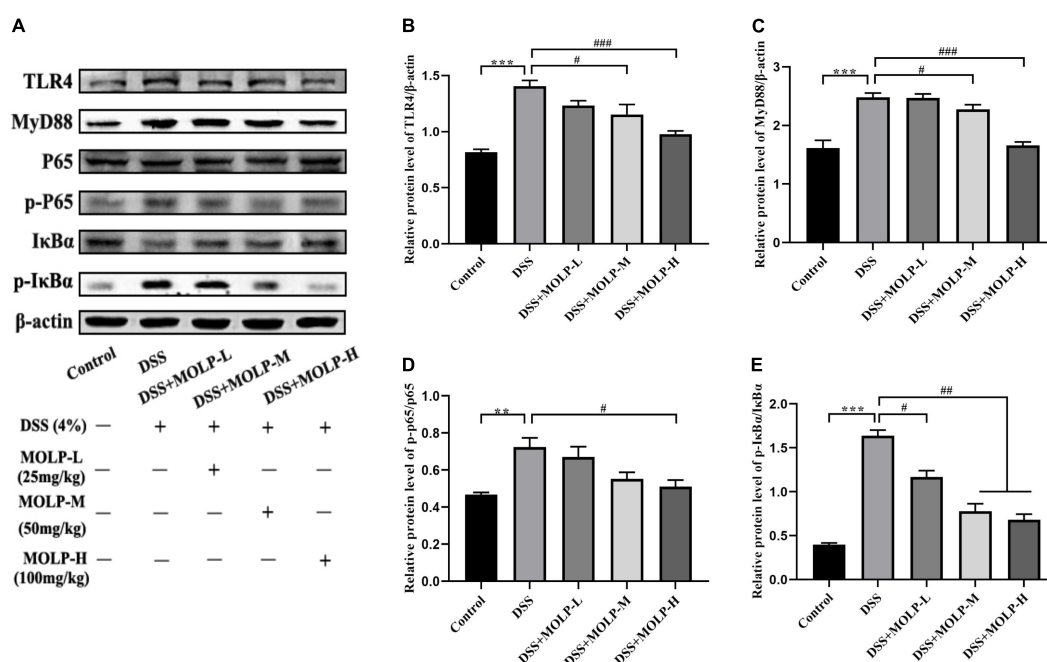 A
TLR4
MyD88
P65
p-P65
IκBα
p-IκBα
β-actin
Control
DSS
DSS+MOLP-L
DSS+MOLP-M
DSS+MOLP-H
DSS (4%) — + + + +
MOLP-L
(25mg/kg)
— — + — —
MOLP-M
(50mg/kg)
— — — + —
MOLP-H
(100mg/kg)
— — — — +
B
Relative protein level of TLR4/β-actin
1.5
1.0
0.5
0.0
***
#
###
Control
DSS
DSS+MOLP-L
DSS+MOLP-M
DSS+MOLP-H
C
Relative protein level of MyD88/β-actin
3
2
1
0
***
#
###
Control
DSS
DSS+MOLP-L
DSS+MOLP-M
DSS+MOLP-H
D
Relative protein level of p-p65/p65
1.0
0.8
0.6
0.4
0.2
0.0
**
#
Control
DSS
DSS+MOLP-L
DSS+MOLP-M
DSS+MOLP-H
E
Relative protein level of p-IκBα/IκBα
2.0
1.5
1.0
0.5
0.0
***
#
##
Control
DSS
DSS+MOLP-L
DSS+MOLP-M
DSS+MOLP-H